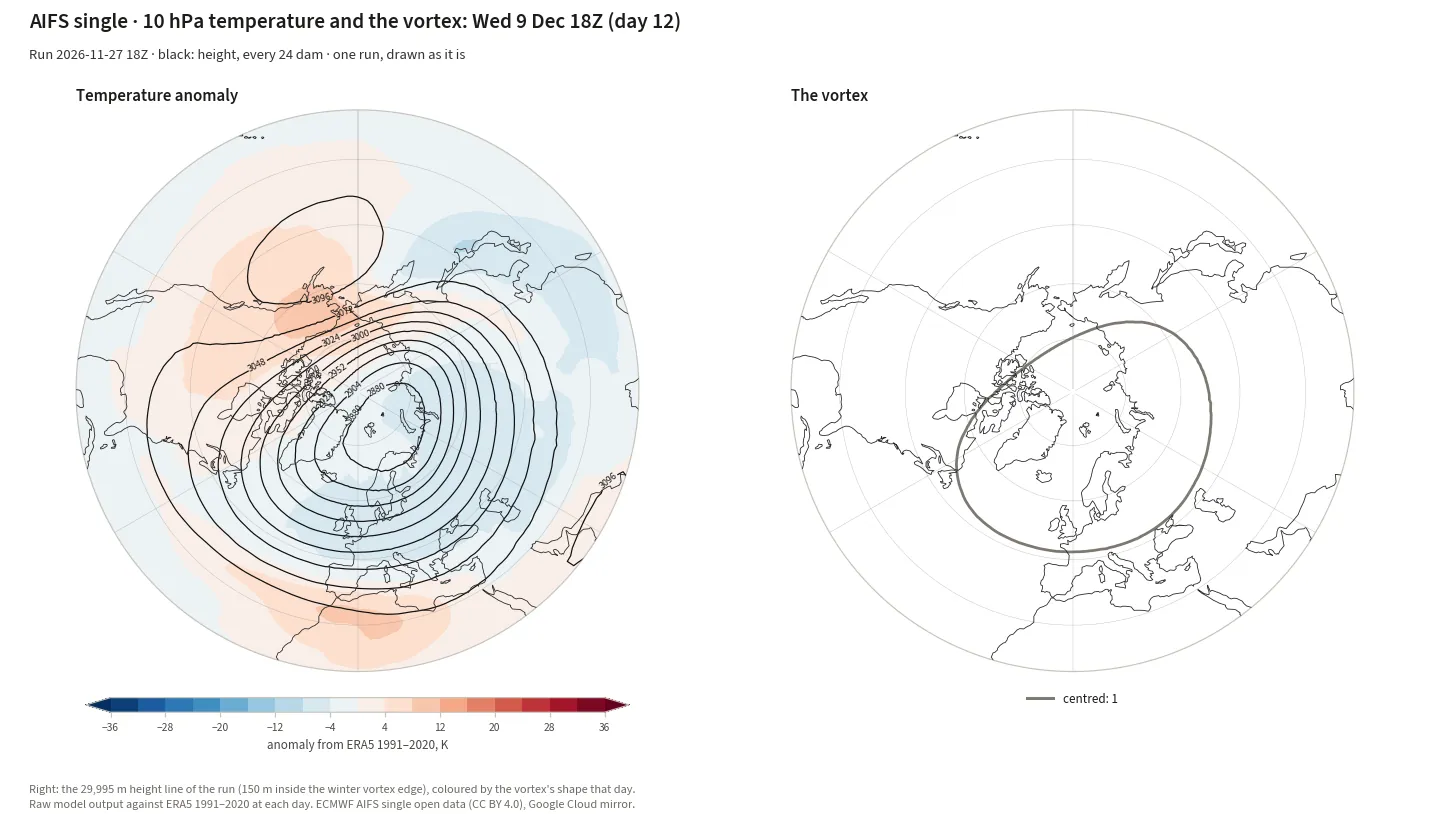 AIFS single · 10 hPa temperature and the vortex: Wed 9 Dec 18Z (day 12)
Run 2026-11-27 18Z · black: height, every 24 dam · one run, drawn as it is
Temperature anomaly
The vortex
3096
3072
3024
3000
3048
2952
2904
2880
3096
−36 −28 −20 −12 −4 4 12 20 28 36
anomaly from ERA5 1991–2020, K
centred: 1
Right: the 29,995 m height line of the run (150 m inside the winter vortex edge), coloured by the vortex's shape that day.
Raw model output against ERA5 1991–2020 at each day. ECMWF AIFS single open data (CC BY 4.0), Google Cloud mirror.